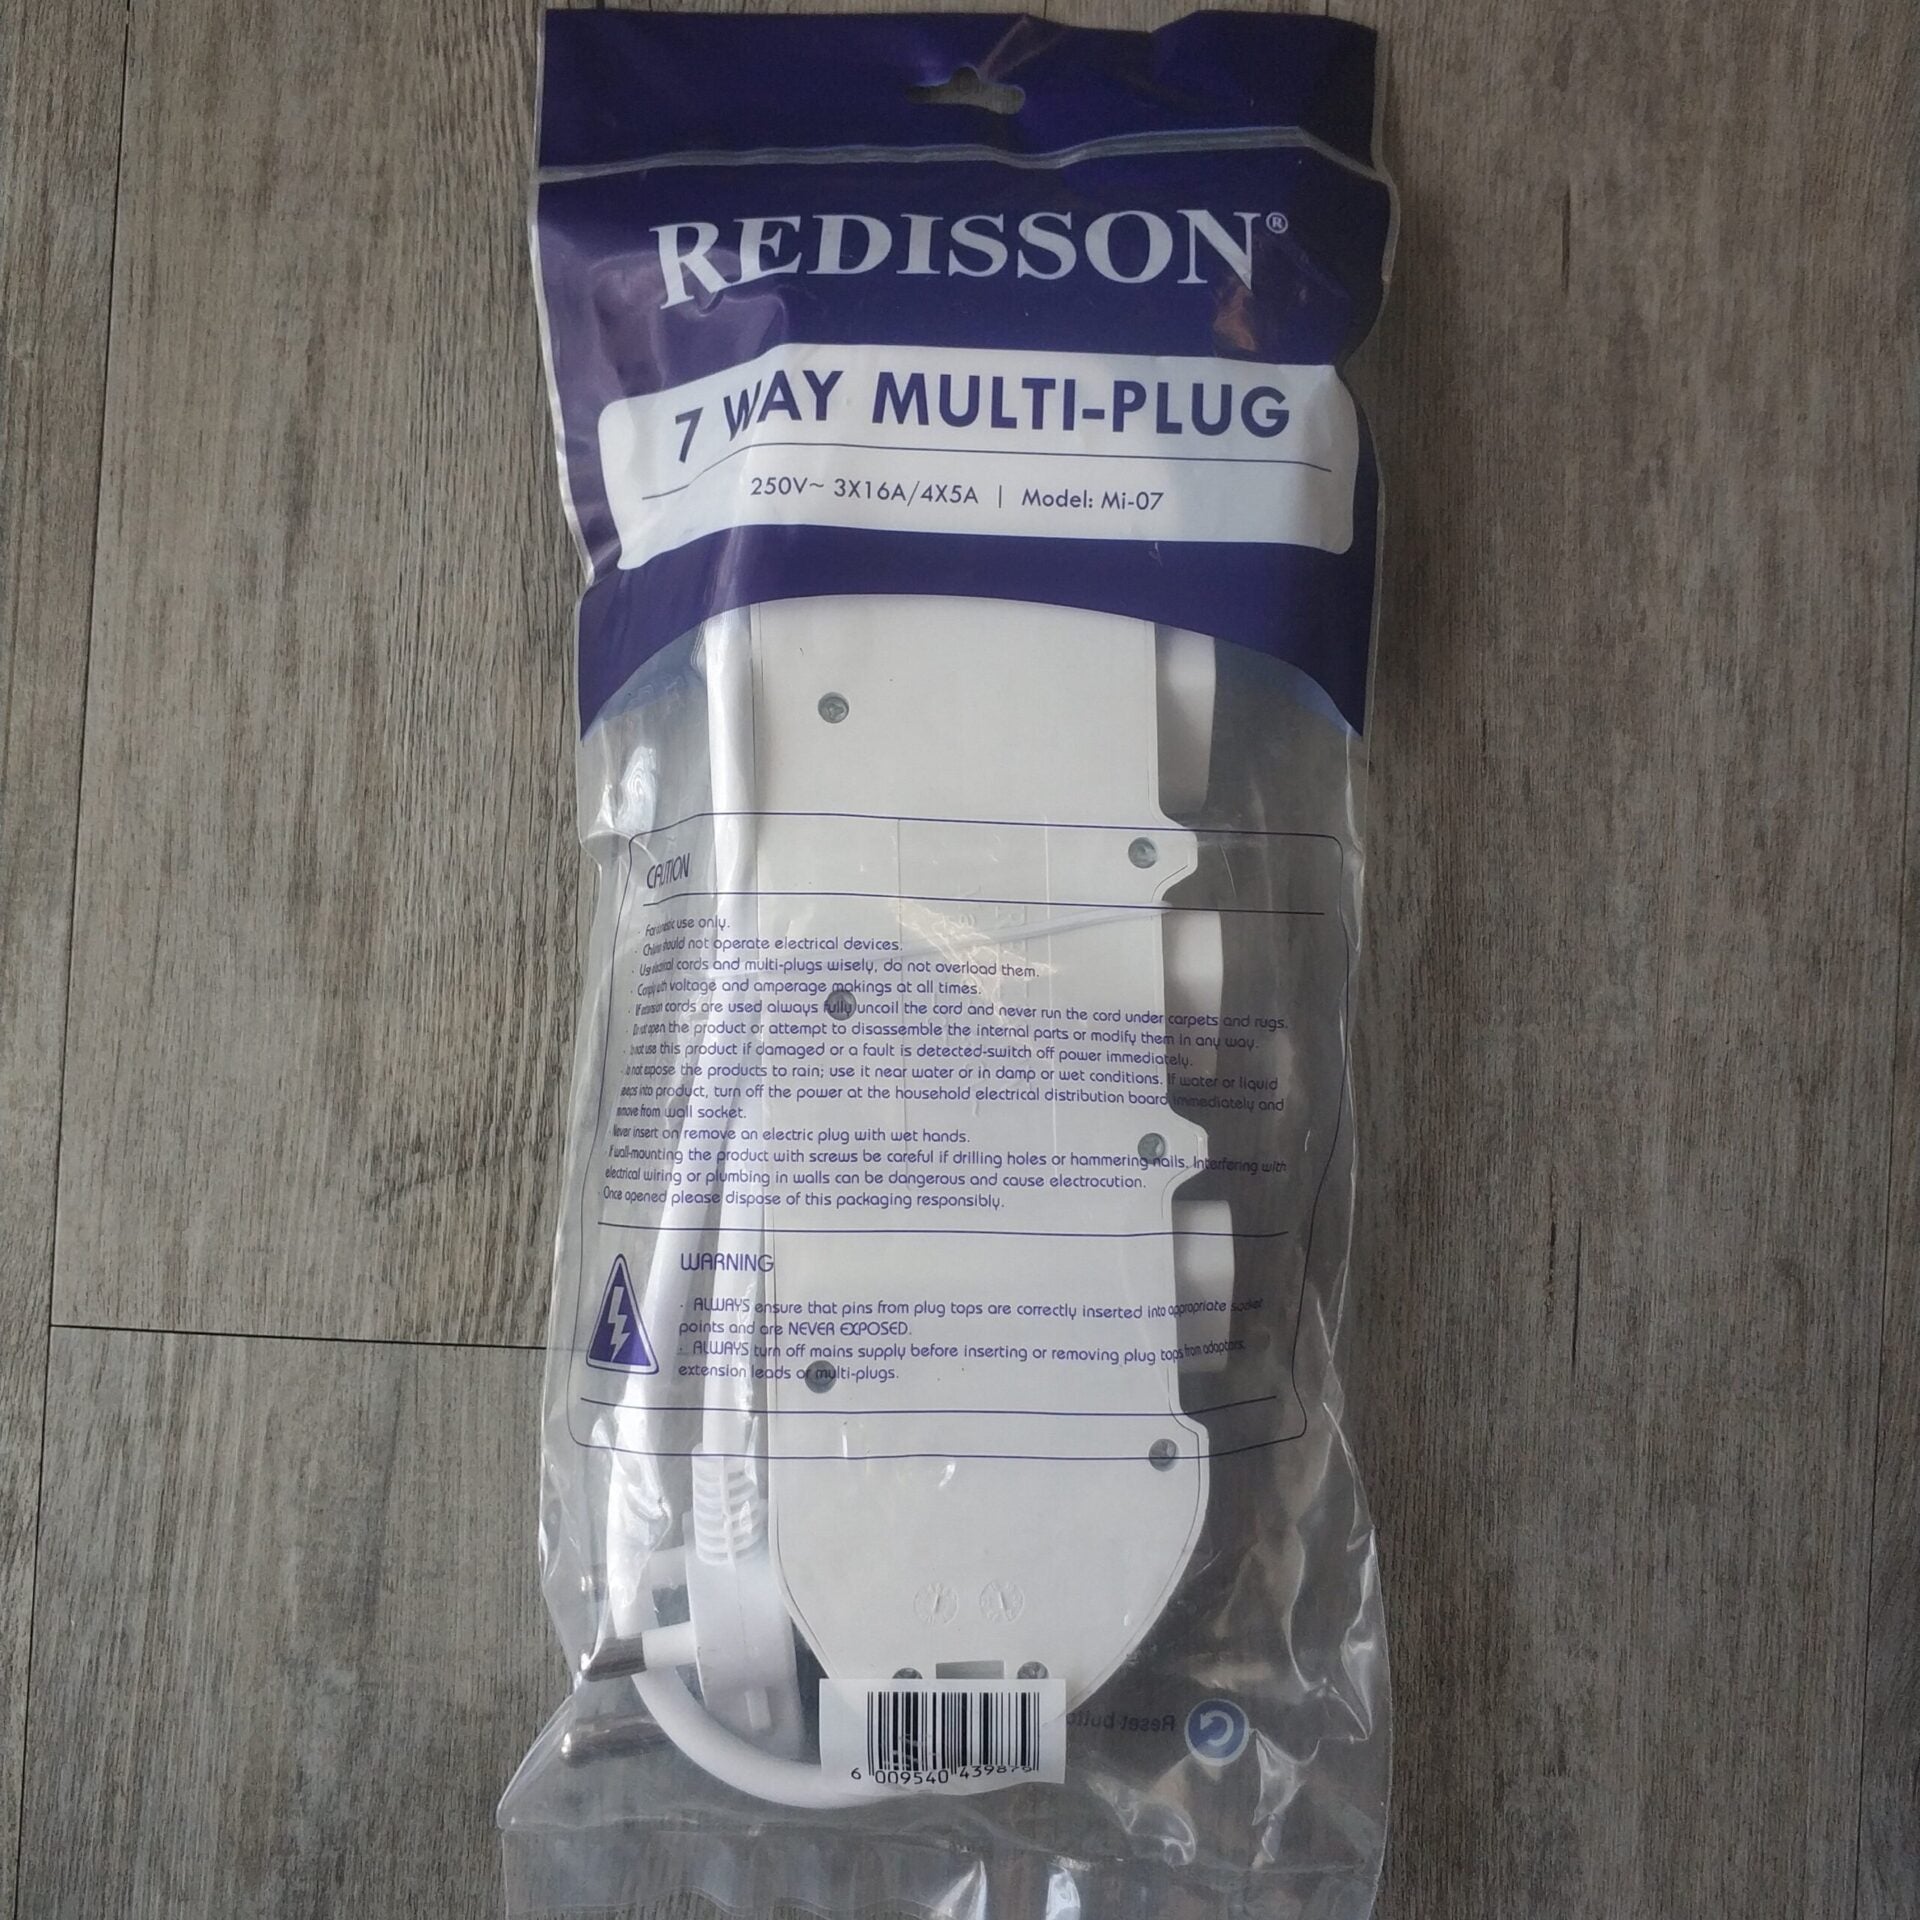 REDISSON®
7 WAY MULTI-PLUG
250V~ 3X16A/4X5A | Model: Mi-07
CAUTION
· For use only.
· should not operate electrical devices.
· cords and multi-plugs wisely, do not overload them.
· voltage and amperage makings at all times.
· If cords are used always fully uncoil the cord and never run the cord under carpets and rugs.
· open the product or attempt to disassemble the internal parts or modify them in any way.
· use this product if damaged or a fault is detected-switch off power immediately.
· not expose the products to rain; use it near water or in damp or wet conditions. If water or liquid
into product, turn off the power at the household electrical distribution board immediately and
from wall socket.
Never insert on remove an electric plug with wet hands.
If wall-mounting the product with screws be careful if drilling holes or hammering nails. Interfering with
electrical wiring or plumbing in walls can be dangerous and cause electrocution.
· Once opened please dispose of this packaging responsibly.
WARNING
· ALWAYS ensure that pins from plug tops are correctly inserted into appropriate socket
points and are NEVER EXPOSED.
· ALWAYS turn off mains supply before inserting or removing plug tops from adaptors,
extension leads or multi-plugs.
Reset
6 009540 439875